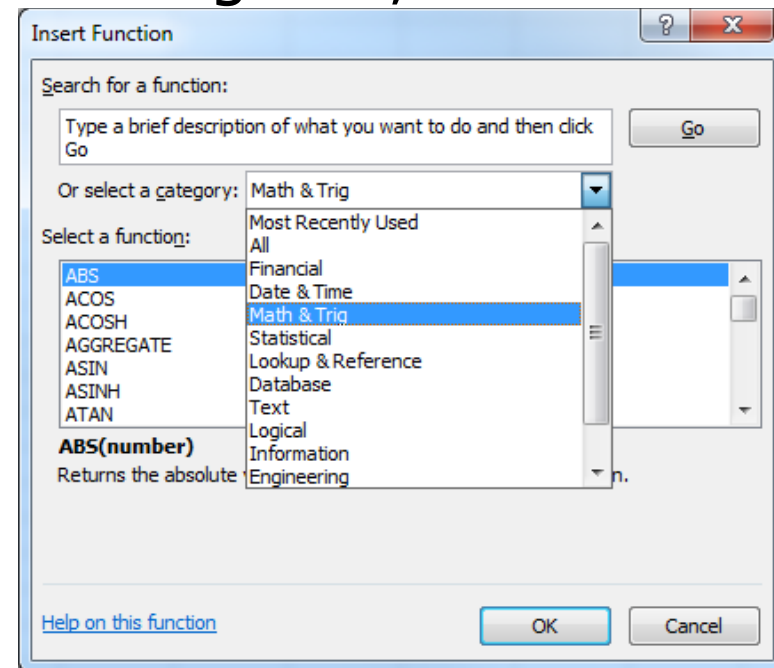 Insert Function
Search for a function:
Type a brief description of what you want to do and then click
Go
Go
Or select a category: Math & Trig
Most Recently Used
All
Financial
Date & Time
Math & Trig
Statistical
Lookup & Reference
Database
Text
Logical
Information
Engineering
Select a function:
ABS
ACOS
ACOSH
AGGREGATE
ASIN
ASINH
ATAN
ABS(number)
Returns the absolute
Help on this function
OK
Cancel